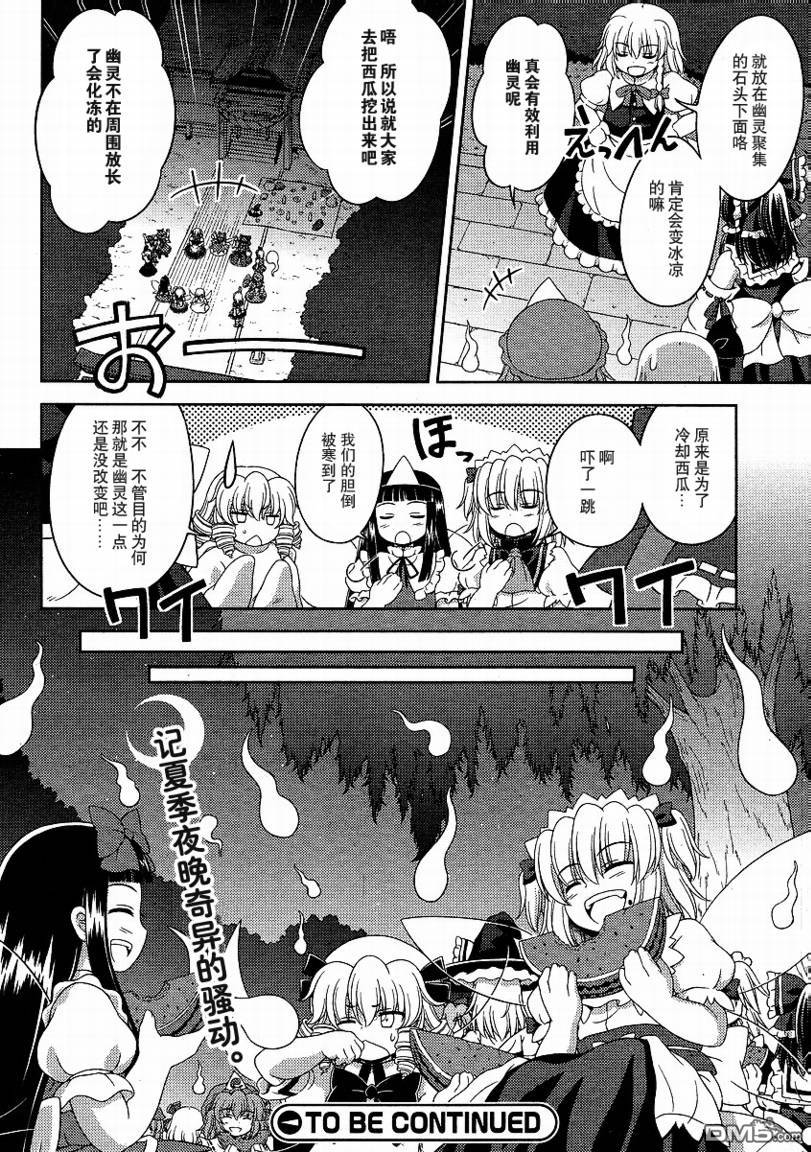 就放在幽灵聚集
的石头下面咯
肯定会变冰凉
的嘛
真会有效利用
幽灵呢
えっへん
唔 所以说就大家
去把西瓜挖出来吧
幽灵不在周围放长
了会化冻的
おーー
原来是为了
冷却西瓜…
啊
吓了一跳
ほっ
我们的胆倒
被寒到了
不不 不管目的为何
那就是幽灵这一点
还是没改变吧……
ワイ
ワイ
记夏季夜晚奇异的骚动。
TO BE CONTINUED
DM5.com